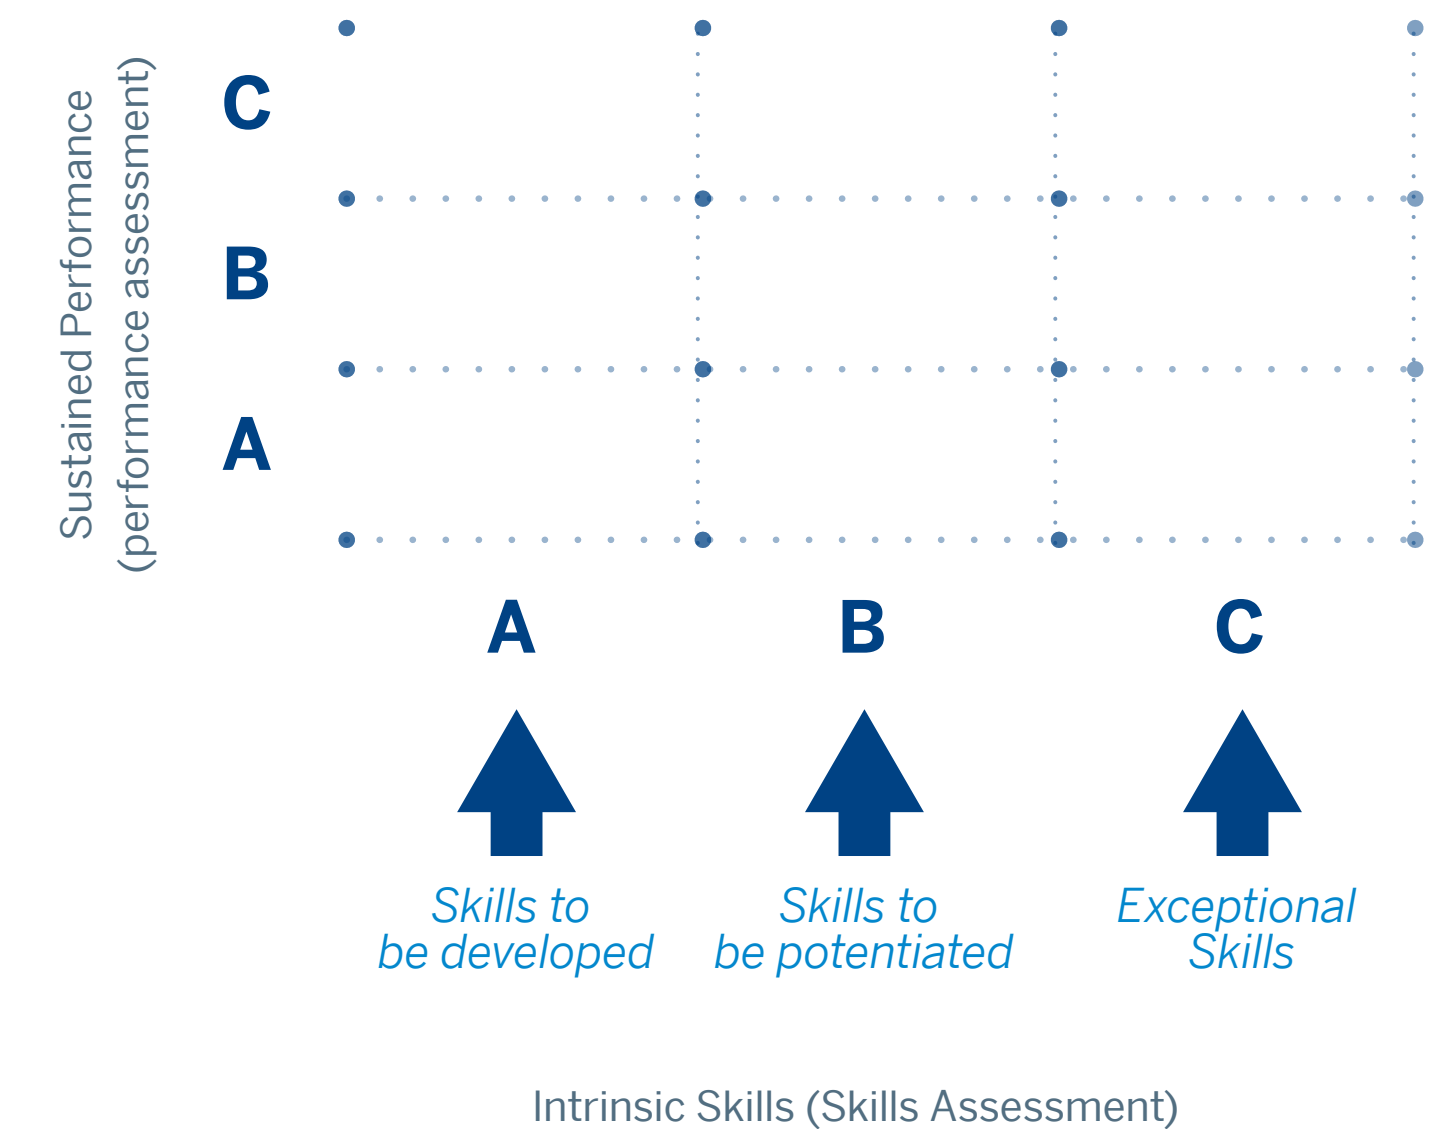 Sustained Performance
(performance assessment)
C
B
A
A
B
C
Skills to
be developed
Skills to
be potentiated
Exceptional
Skills
Intrinsic Skills (Skills Assessment)